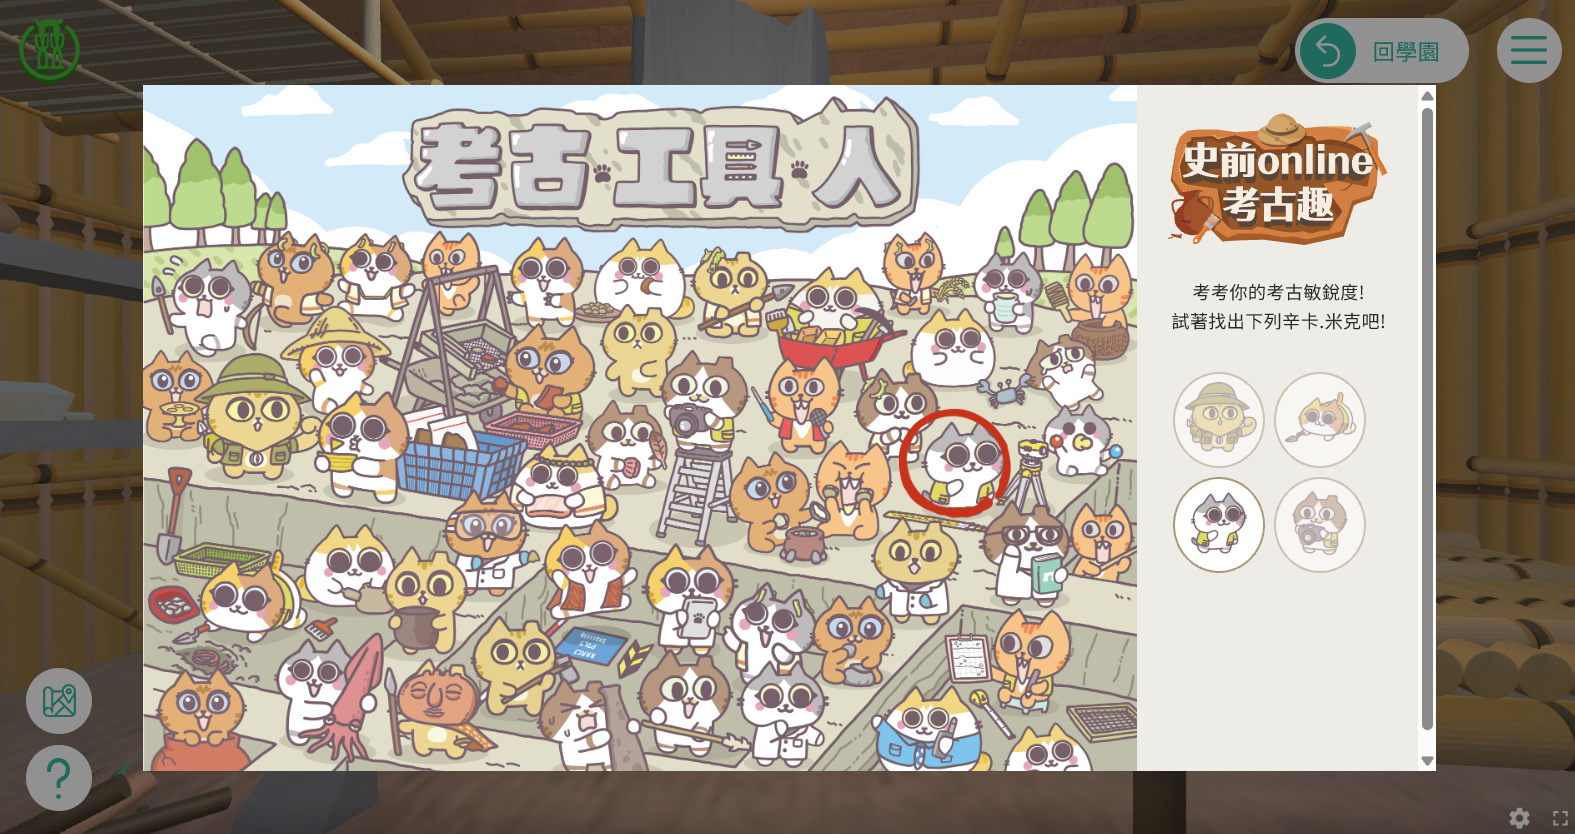 回學園
考古工具人
史前online
考古趣
考考你的考古敏銳度!
試著找出下列辛卡.米克吧!